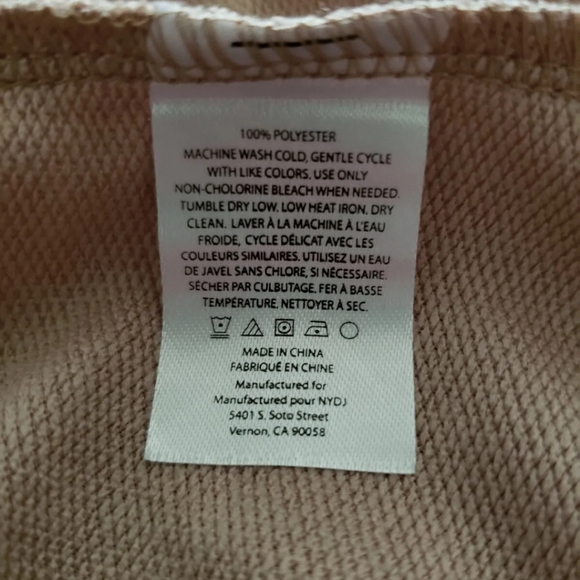 100% POLYESTER
MACHINE WASH COLD, GENTLE CYCLE
WITH LIKE COLORS, USE ONLY
NON-CHOLORINE BLEACH WHEN NEEDED.
TUMBLE DRY LOW, LOW HEAT IRON. DRY
CLEAN. LAVER À LA MACHINE À L'EAU
FROIDE, CYCLE DÉLICAT AVEC LES
COULEURS SIMILAIRES. UTILISEZ UN EAU
DE JAVEL SANS CHLORE, SI NÉCESSAIRE.
SÉCHER PAR CULBUTAGE. FER À BASSE
TEMPÉRATURE. NETTOYER À SEC.
MADE IN CHINA
FABRIQUÉ EN CHINE
Manufactured for
Manufactured pour NYDJ
5401 S. Soto Street
Vernon, CA 90058